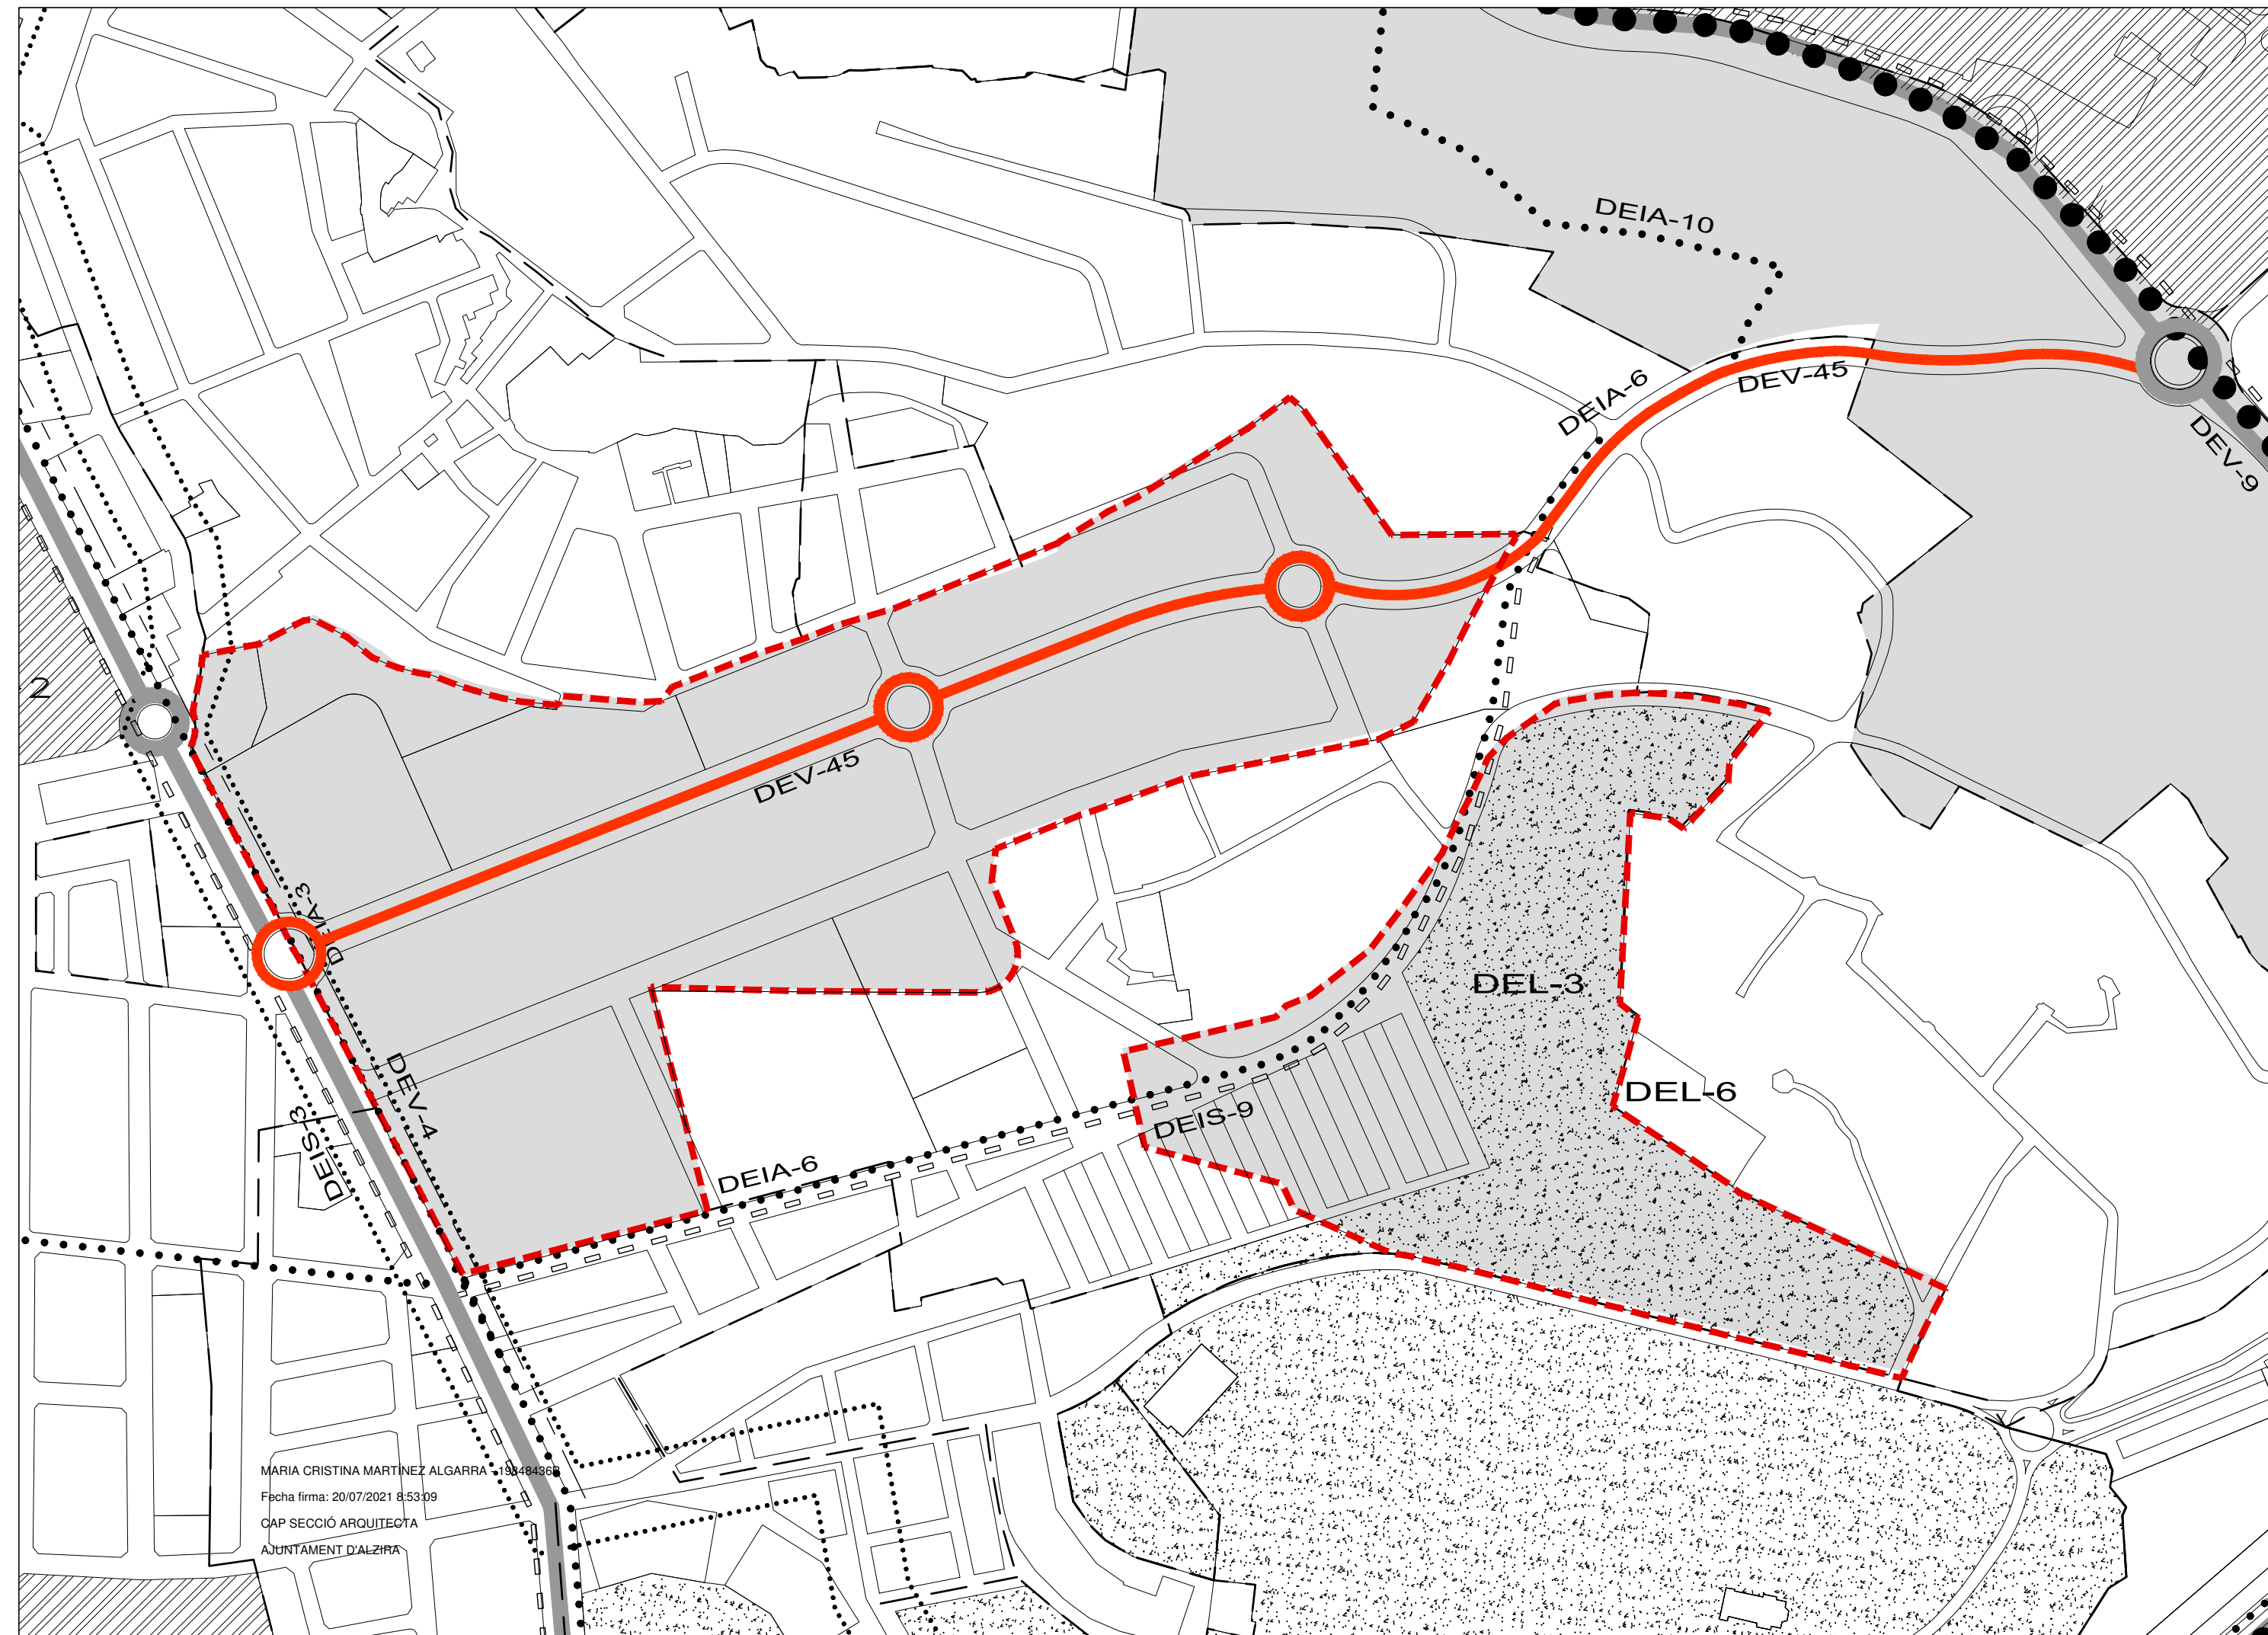 DEIA-10
DEIA-6
DEV-45
DEV-9
2
DEV-45
DEIA-3
DEL-3
DEV-4
DEL-6
DEIS-9
DEIS-3
DEIA-6
MARIA CRISTINA MARTÍNEZ ALGARRA - 19848436B
Fecha firma: 20/07/2021 8:53:09
CAP SECCIÓ ARQUITECTA
AJUNTAMENT D'ALZIRA